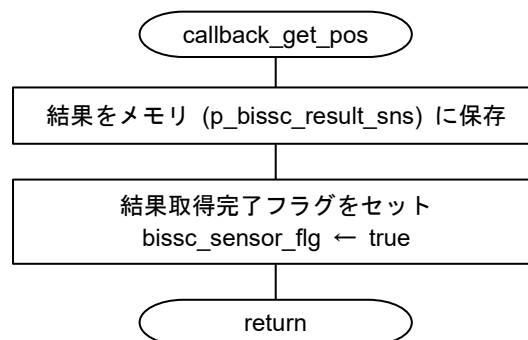 callback_get_pos
結果をメモリ (p_bissc_result_sns) に保存
結果取得完了フラグをセット
bissc_sensor_flg ← true
return